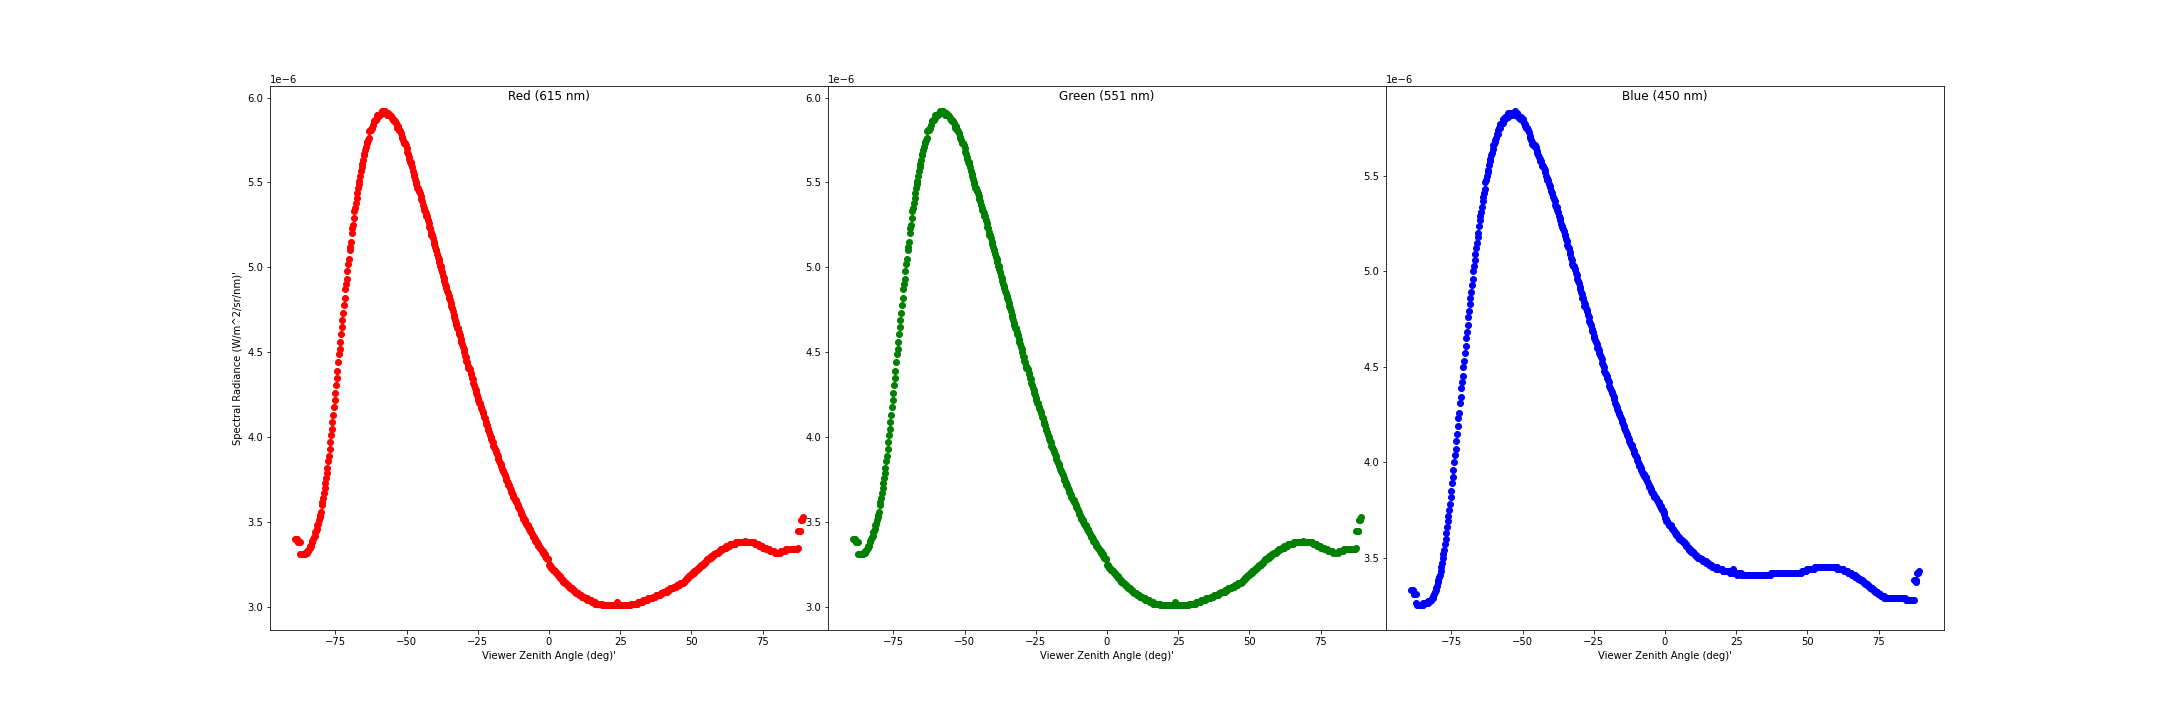 1e−6
1e−6
1e−6
Red (615 nm)
Green (551 nm)
Blue (450 nm)
Spectral Radiance (W/m^2/sr/nm)'
6.0
5.5
5.0
4.5
4.0
3.5
3.0
6.0
5.5
5.0
4.5
4.0
3.5
3.0
5.5
5.0
4.5
4.0
3.5
−75 −50 −25 0 25 50 75
−75 −50 −25 0 25 50 75
−75 −50 −25 0 25 50 75
Viewer Zenith Angle (deg)'
Viewer Zenith Angle (deg)'
Viewer Zenith Angle (deg)'